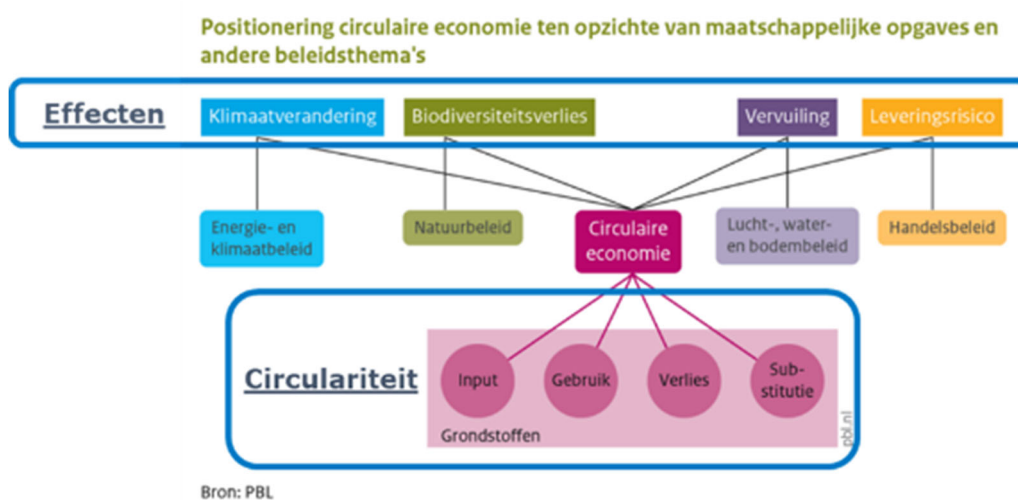 Positionering circulaire economie ten opzichte van maatschappelijke opgaves en
andere beleidsthema's
Effecten
Klimaatverandering
Biodiversiteitsverlies
Vervuiling
Leveringsrisico
Energie- en
klimaatbeleid
Natuurbeleid
Circulaire
economie
Lucht-, water-
en bodembeleid
Handelsbeleid
Circulariteit
Input
Gebruik
Verlies
Sub-
stitutie
Grondstoffen
pbl.nl
Bron: PBL